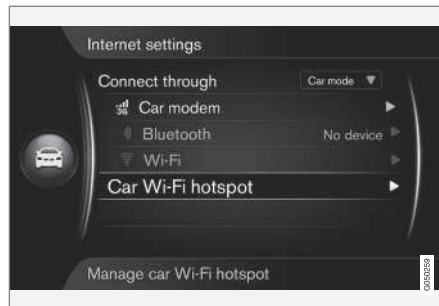 Internet settings
Connect through Car mode
3G Car modem
Bluetooth No device
Wi-Fi
Car Wi-Fi hotspot
Manage car Wi-Fi hotspot
G050259